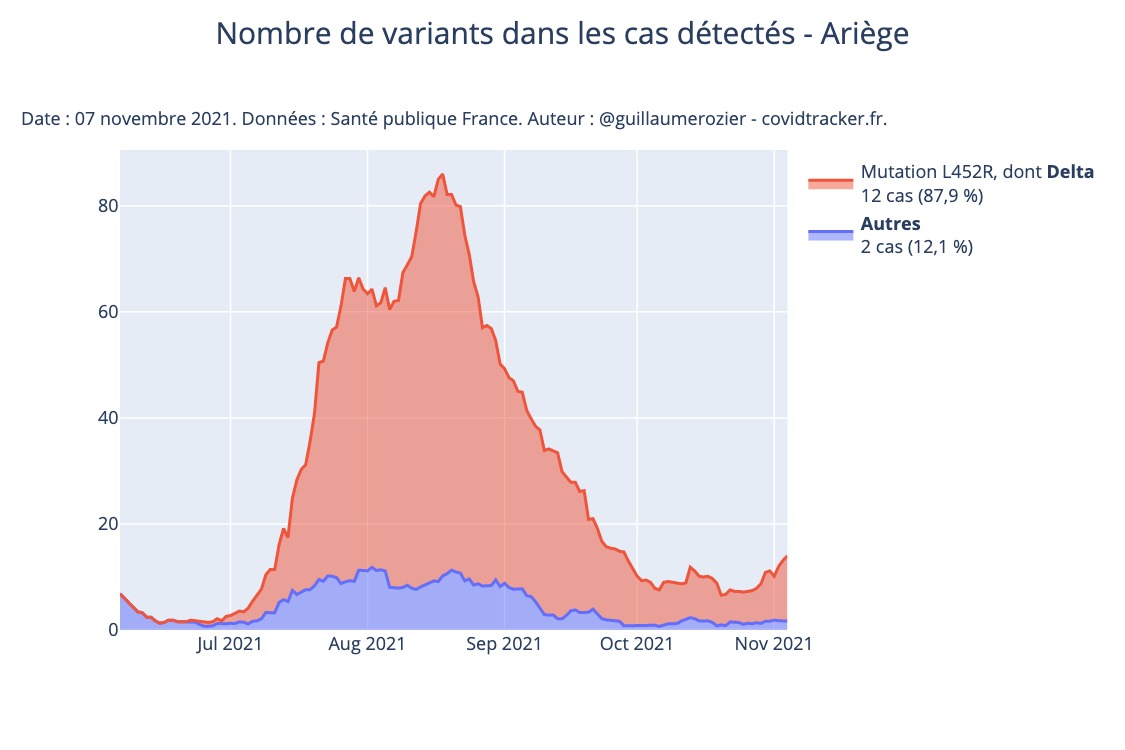 Nombre de variants dans les cas détectés - Ariège
Date : 07 novembre 2021. Données : Santé publique France. Auteur : @guillaumerozier - covidtracker.fr.
Mutation L452R, dont Delta
12 cas (87,9 %)
Autres
2 cas (12,1 %)
80
60
40
20
0
Jul 2021
Aug 2021
Sep 2021
Oct 2021
Nov 2021